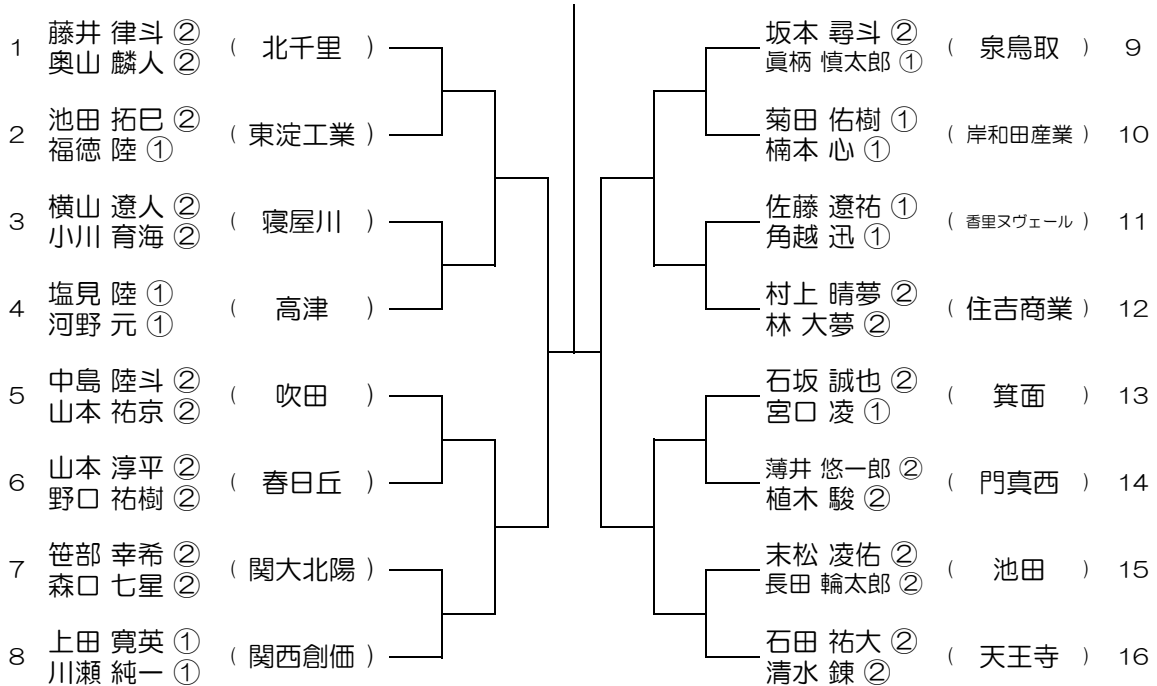 1 藤井 律斗 ② ( 北千里 )
奥山 麟人 ②
2 池田 拓巳 ② ( 東淀工業 )
福徳 陸 ①
3 横山 遼人 ② ( 寝屋川 )
小川 育海 ②
4 塩見 陸 ① ( 高津 )
河野 元 ①
5 中島 陸斗 ② ( 吹田 )
山本 祐京 ②
6 山本 淳平 ② ( 春日丘 )
野口 祐樹 ②
7 笹部 幸希 ② ( 関大北陽 )
森口 七星 ②
8 上田 寛英 ① ( 関西創価 )
川瀬 純一 ①
坂本 尋斗 ② ( 泉鳥取 ) 9
眞柄 慎太郎 ①
菊田 佑樹 ① ( 岸和田産業 ) 10
楠本 心 ①
佐藤 遼祐 ① ( 香里ヌヴェール ) 11
角越 迅 ①
村上 晴夢 ② ( 住吉商業 ) 12
林 大夢 ②
石坂 誠也 ② ( 箕面 ) 13
宮口 凌 ①
薄井 悠一郎 ② ( 門真西 ) 14
植木 駿 ②
末松 凌佑 ② ( 池田 ) 15
長田 輪太郎 ②
石田 祐大 ② ( 天王寺 ) 16
清水 錬 ②